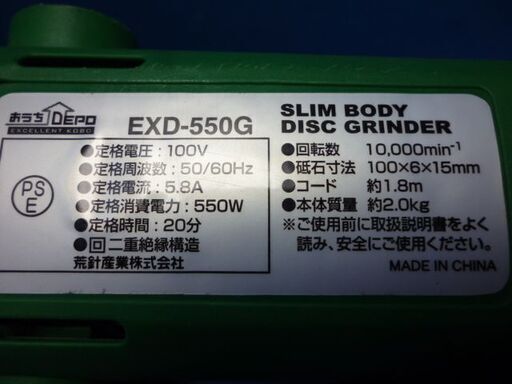 おうちDEPO
EXCELLENT KOBO
EXD-550G
●定格電圧：100V
●定格周波数：50/60Hz
●定格電流：5.8A
●定格消費電力：550W
●定格時間：20分
●回 二重絶縁構造
荒針産業株式会社
PS
E
SLIM BODY
DISC GRINDER
●回転数 10,000min⁻¹
●砥石寸法 100×6×15mm
●コード 約1.8m
●本体質量 約2.0kg
※ご使用前に取扱説明書をよく
読み、安全にご使用ください。
MADE IN CHINA